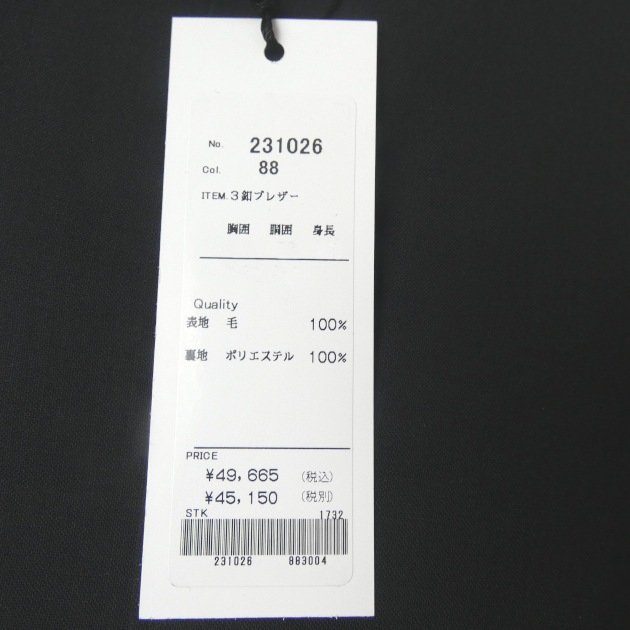 No. 231026
Col. 88
ITEM.3釦ブレザー
胸囲 胴囲 身長
Quality
表地 毛 100%
裏地 ポリエステル 100%
PRICE
¥49,665 (税込)
¥45,150 (税別)
STK 1732
231026 883004